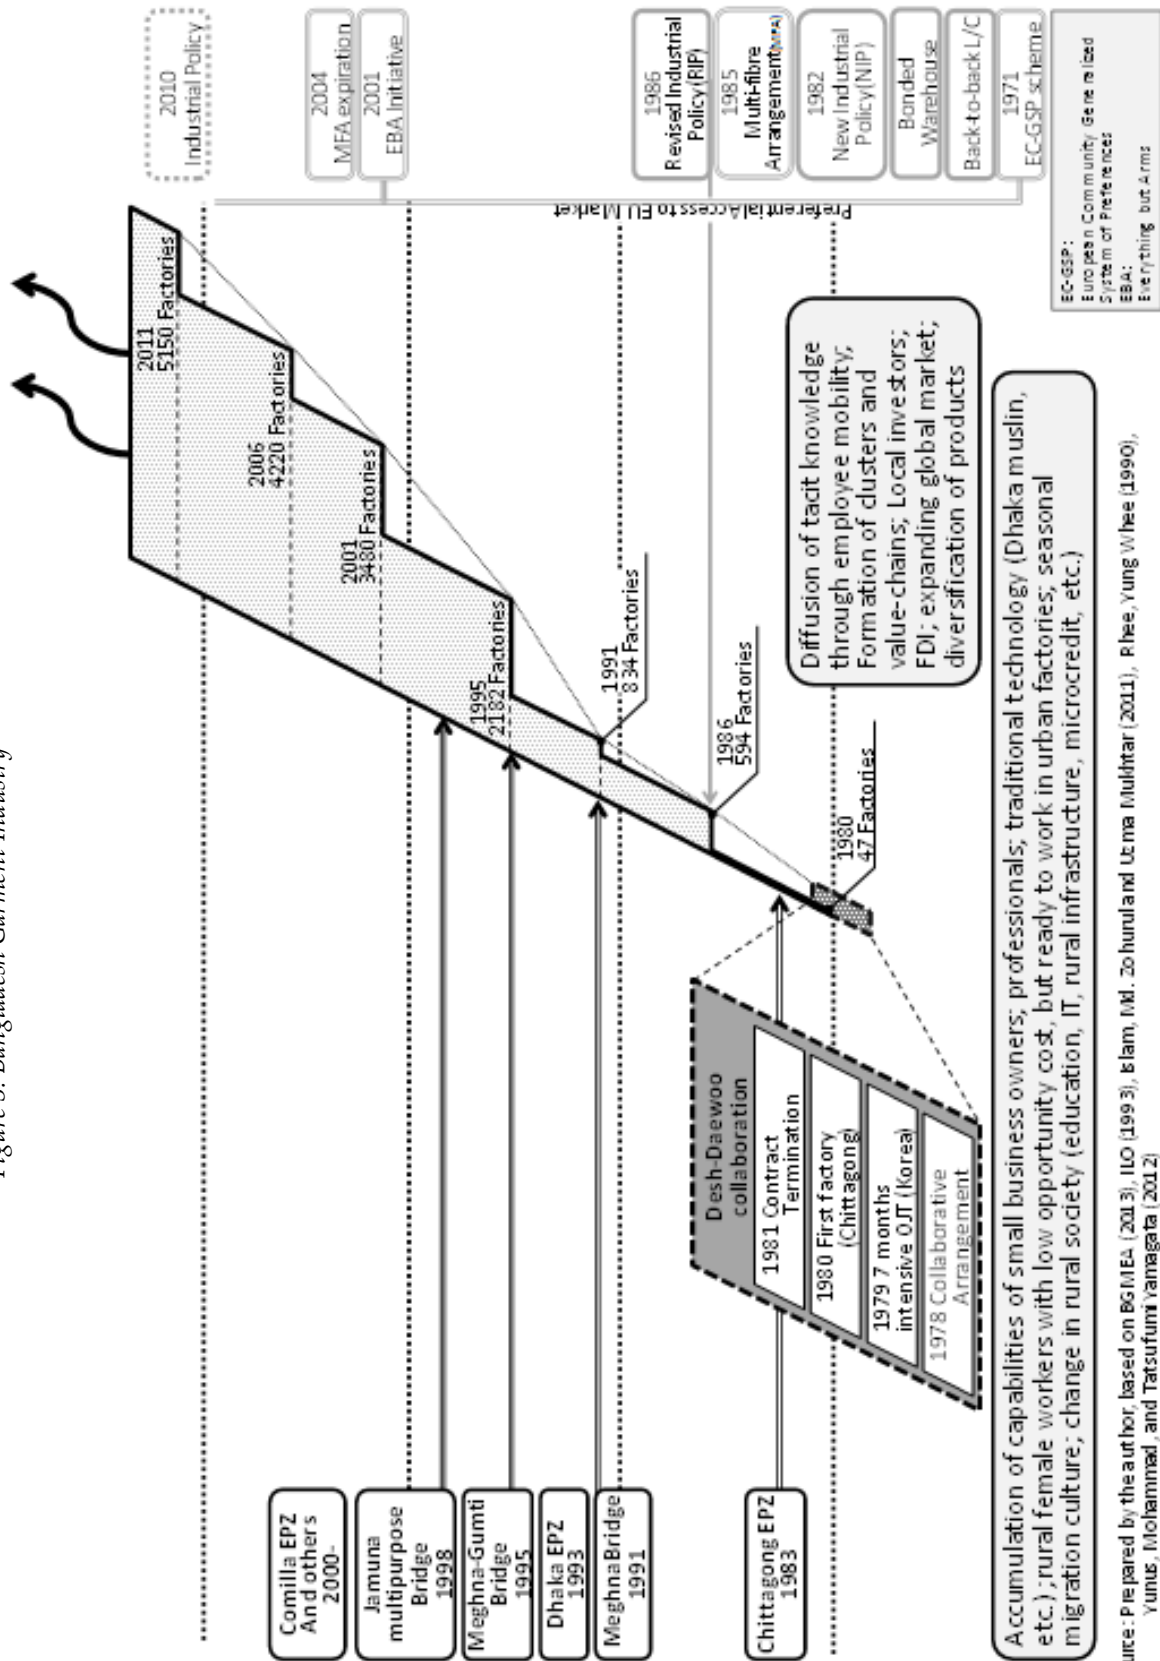 Figure 5: Bangladesh Garment Industry
2010
Industrial Policy
2004
MFA expiration
2001
EBA Initiative
1986
Revised Industrial
Policy(RIP)
1985
Multi-fibre
Arrangement(MFA)
1982
New Industrial
Policy(NIP)
Bonded
Warehouse
Back-to-back L/C
1971
EC-GSP scheme
Preferential Access to EU Market
EC-GSP:
European Community Generalized
System of Preferences
EBA:
Everything but Arms
2011
5150 Factories
2006
4220 Factories
2001
3480 Factories
1995
2182 Factories
1991
834 Factories
1986
594 Factories
1980
47 Factories
Diffusion of tacit knowledge
through employee mobility;
Formation of clusters and
value-chains; Local investors;
FDI; expanding global market;
diversification of products
Comilla EPZ
And others
2000-
Jamuna
multipurpose
Bridge
1998
Meghna-Gumti
Bridge
1995
Dhaka EPZ
1993
Meghna Bridge
1991
Chittagong EPZ
1983
Desh-Daewoo
collaboration
1981 Contract
Termination
1980 First factory
(Chittagong)
1979 7 months
intensive OJT (Korea)
1978 Collaborative
Arrangement
Accumulation of capabilities of small business owners; professionals; traditional technology (Dhaka muslin,
etc.); rural female workers with low opportunity cost, but ready to work in urban factories; seasonal
migration culture; change in rural society (education, IT, rural infrastructure, microcredit, etc.)
urce: Prepared by the author, based on BGMEA (2013), ILO (1993), Islam, Md. Zohurul and Mukhtar (2011), Rhee, Yung Whee (1990),
Yunus, Mohammad, and Tatsufumi Yamagata (2012)